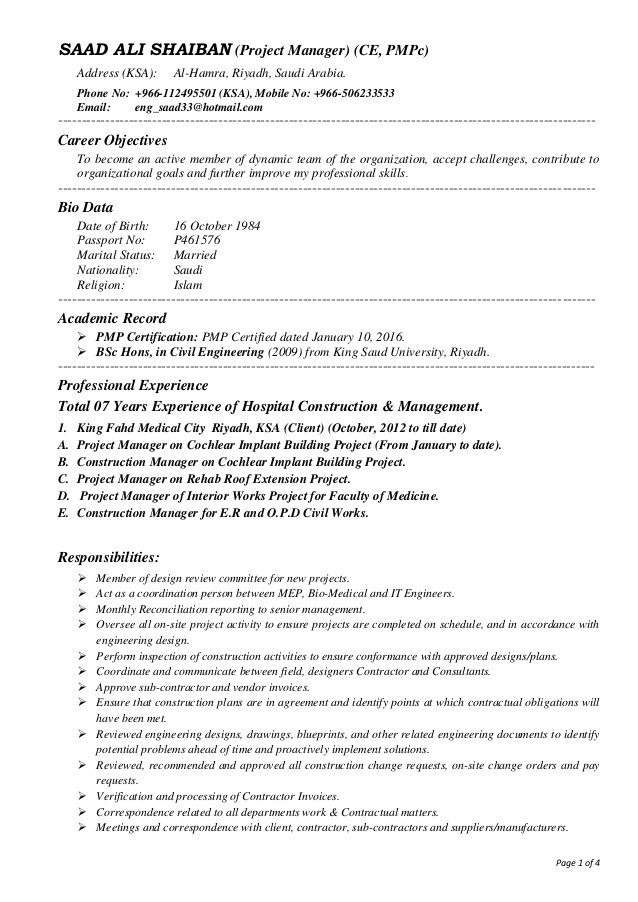 SAAD ALI SHAIBAN (Project Manager) (CE, PMPc)
Address (KSA): Al-Hamra, Riyadh, Saudi Arabia.
Phone No: +966-112495501 (KSA), Mobile No: +966-506233533
Email: eng_saad33@hotmail.com
Career Objectives
To become an active member of dynamic team of the organization, accept challenges, contribute to
organizational goals and further improve my professional skills.
Bio Data
Date of Birth: 16 October 1984
Passport No: P461576
Marital Status: Married
Nationality: Saudi
Religion: Islam
Academic Record
➢ PMP Certification: PMP Certified dated January 10, 2016.
➢ BSc Hons, in Civil Engineering (2009) from King Saud University, Riyadh.
Professional Experience
Total 07 Years Experience of Hospital Construction & Management.
1. King Fahd Medical City Riyadh, KSA (Client) (October, 2012 to till date)
A. Project Manager on Cochlear Implant Building Project (From January to date).
B. Construction Manager on Cochlear Implant Building Project.
C. Project Manager on Rehab Roof Extension Project.
D. Project Manager of Interior Works Project for Faculty of Medicine.
E. Construction Manager for E.R and O.P.D Civil Works.
Responsibilities:
➢ Member of design review committee for new projects.
➢ Act as a coordination person between MEP, Bio-Medical and IT Engineers.
➢ Monthly Reconciliation reporting to senior management.
➢ Oversee all on-site project activity to ensure projects are completed on schedule, and in accordance with
engineering design.
➢ Perform inspection of construction activities to ensure conformance with approved designs/plans.
➢ Coordinate and communicate between field, designers Contractor and Consultants.
➢ Approve sub-contractor and vendor invoices.
➢ Ensure that construction plans are in agreement and identify points at which contractual obligations will
have been met.
➢ Reviewed engineering designs, drawings, blueprints, and other related engineering documents to identify
potential problems ahead of time and proactively implement solutions.
➢ Reviewed, recommended and approved all construction change requests, on-site change orders and pay
requests.
➢ Verification and processing of Contractor Invoices.
➢ Correspondence related to all departments work & Contractual matters.
➢ Meetings and correspondence with client, contractor, sub-contractors and suppliers/manufacturers.
Page 1 of 4